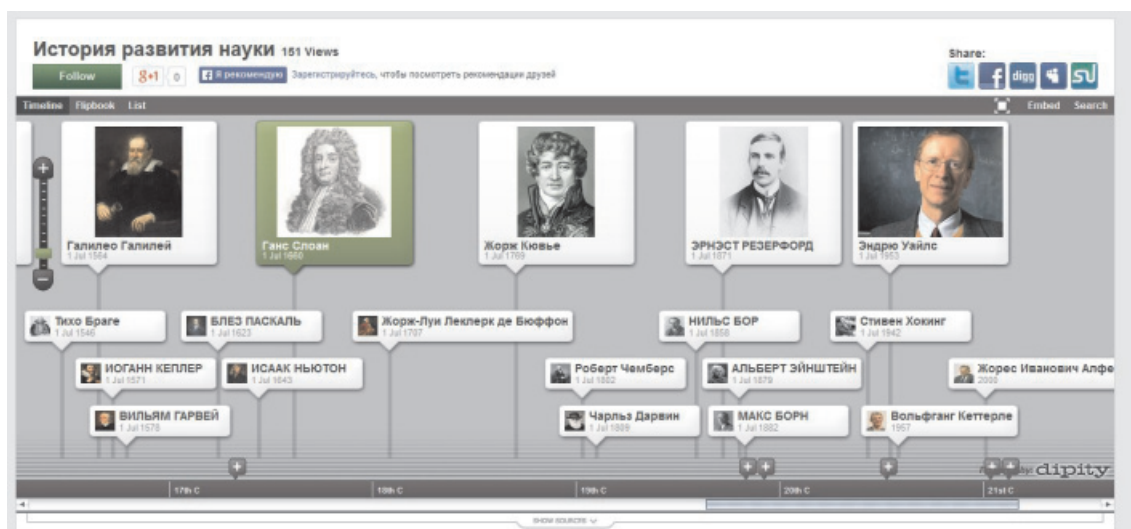 История развития науки 151 Views
Share:
Follow
g+1 0
Я рекомендую Зарегистрируйтесь, чтобы посмотреть рекомендации друзей
digg
Timeline Flipbook List
Embed Search
Галилео Галилей
1 Jul 1564
Ганс Слоан
1 Jul 1660
Жорж Кювье
1 Jul 1769
ЭРНЭСТ РЕЗЕРФОРД
1 Jul 1871
Эндрю Уайлс
1 Jul 1953
Тихо Браге
1 Jul 1546
БЛЕЗ ПАСКАЛЬ
1 Jul 1623
Жорж-Луи Леклерк де Бюффон
1 Jul 1707
НИЛЬС БОР
1 Jul 1858
Стивен Хокинг
1 Jul 1942
ИОГАНН КЕПЛЕР
1 Jul 1571
ИСААК НЬЮТОН
1 Jul 1643
Роберт Чемберс
1 Jul 1802
АЛЬБЕРТ ЭЙНШТЕЙН
1 Jul 1879
Жорес Иванович Алфе
2000
ВИЛЬЯМ ГАРВЕЙ
1 Jul 1578
Чарльз Дарвин
1 Jul 1809
МАКС БОРН
1 Jul 1882
Вольфганг Кеттерле
1957
dipity
17th C
18th C
19th C
20th C
21st C
SHOW SOURCES